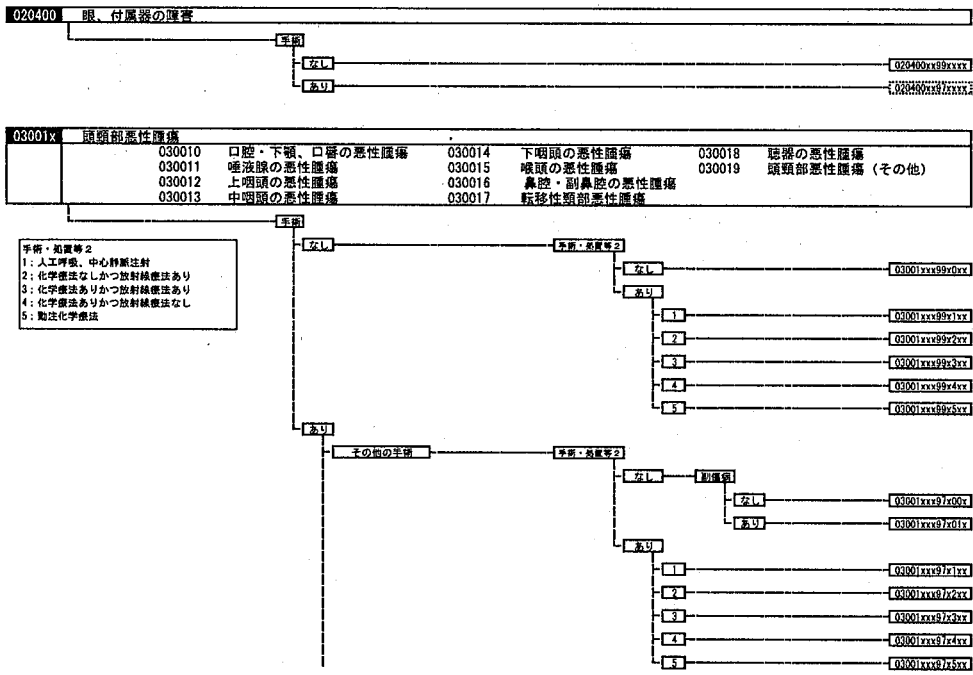 020400 眼、付属器の障害
手術
なし 020400xx99xxxx
あり 020400xx97xxxx
03001x 頭頸部悪性腫瘍
030010 口腔・下顎、口唇の悪性腫瘍 030014 下咽頭の悪性腫瘍 030018 聴器の悪性腫瘍
030011 唾液腺の悪性腫瘍 030015 喉頭の悪性腫瘍 030019 頭頸部悪性腫瘍(その他)
030012 上咽頭の悪性腫瘍 030016 鼻腔・副鼻腔の悪性腫瘍
030013 中咽頭の悪性腫瘍 030017 転移性頸部悪性腫瘍
手術
手術・処置等2
1;人工呼吸、中心静脈注射
2;化学療法なしかつ放射線療法あり
3;化学療法ありかつ放射線療法あり
4;化学療法ありかつ放射線療法なし
5;動注化学療法
なし 手術・処置等2
なし 03001xxx99x0xx
あり
1 03001xxx99x1xx
2 03001xxx99x2xx
3 03001xxx99x3xx
4 03001xxx99x4xx
5 03001xxx99x5xx
あり
その他の手術 手術・処置等2
なし 副傷病
なし 03001xxx97x00x
あり 03001xxx97x01x
あり
1 03001xxx97x1xx
2 03001xxx97x2xx
3 03001xxx97x3xx
4 03001xxx97x4xx
5 03001xxx97x5xx